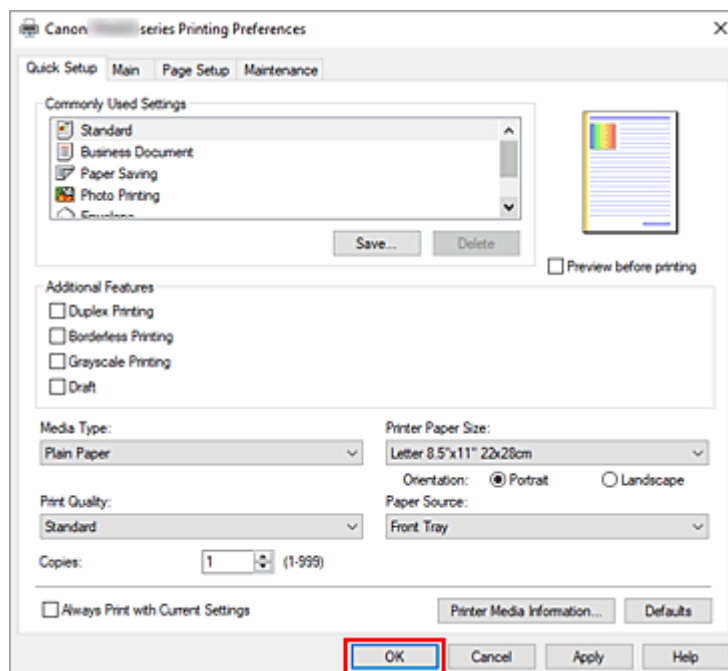 Canon series Printing Preferences
Quick Setup Main Page Setup Maintenance
Commonly Used Settings
Standard
Business Document
Paper Saving
Photo Printing
Save... Delete
Preview before printing
Additional Features
Duplex Printing
Borderless Printing
Grayscale Printing
Draft
Media Type: Printer Paper Size:
Plain Paper Letter 8.5"x11" 22x28cm
Orientation: Portrait Landscape
Print Quality: Paper Source:
Standard Front Tray
Copies: 1 (1-999)
Always Print with Current Settings Printer Media Information... Defaults
OK Cancel Apply Help